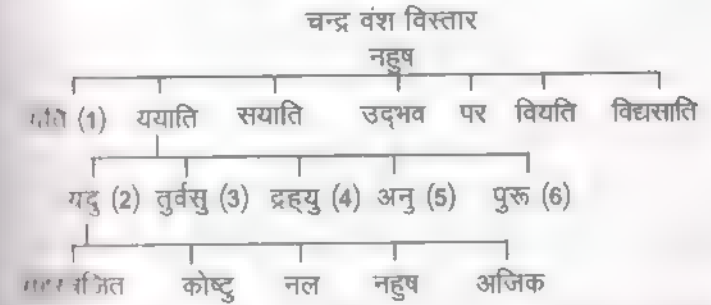 चन्द्र वंश विस्तार
नहुष
(1) ययाति सयाति उद्भव पर वियति विद्यसाति
यदु (2) तुर्वसु (3) द्रह्यु (4) अनु (5) पुरू (6)
कोष्टु नल नहुष अजिक